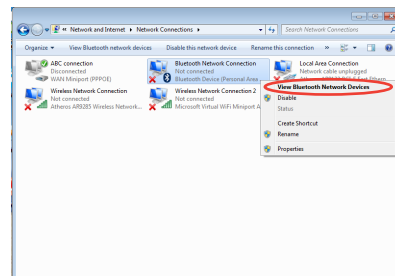 « Network and Internet ▸ Network Connections ▸
Search Network Connections
Organize ▾ View Bluetooth network devices Disable this network device Rename this connection »
ABC connection
Disconnected
WAN Miniport (PPPOE)
Bluetooth Network Connection
Not connected
Bluetooth Device (Personal Area ...
Local Area Connection
Network cable unplugged
Wireless Network Connection
Not connected
Atheros AR9285 Wireless Network...
Wireless Network Connection 2
Not connected
Microsoft Virtual WiFi Miniport A
View Bluetooth Network Devices
Disable
Status
Create Shortcut
Rename
Properties